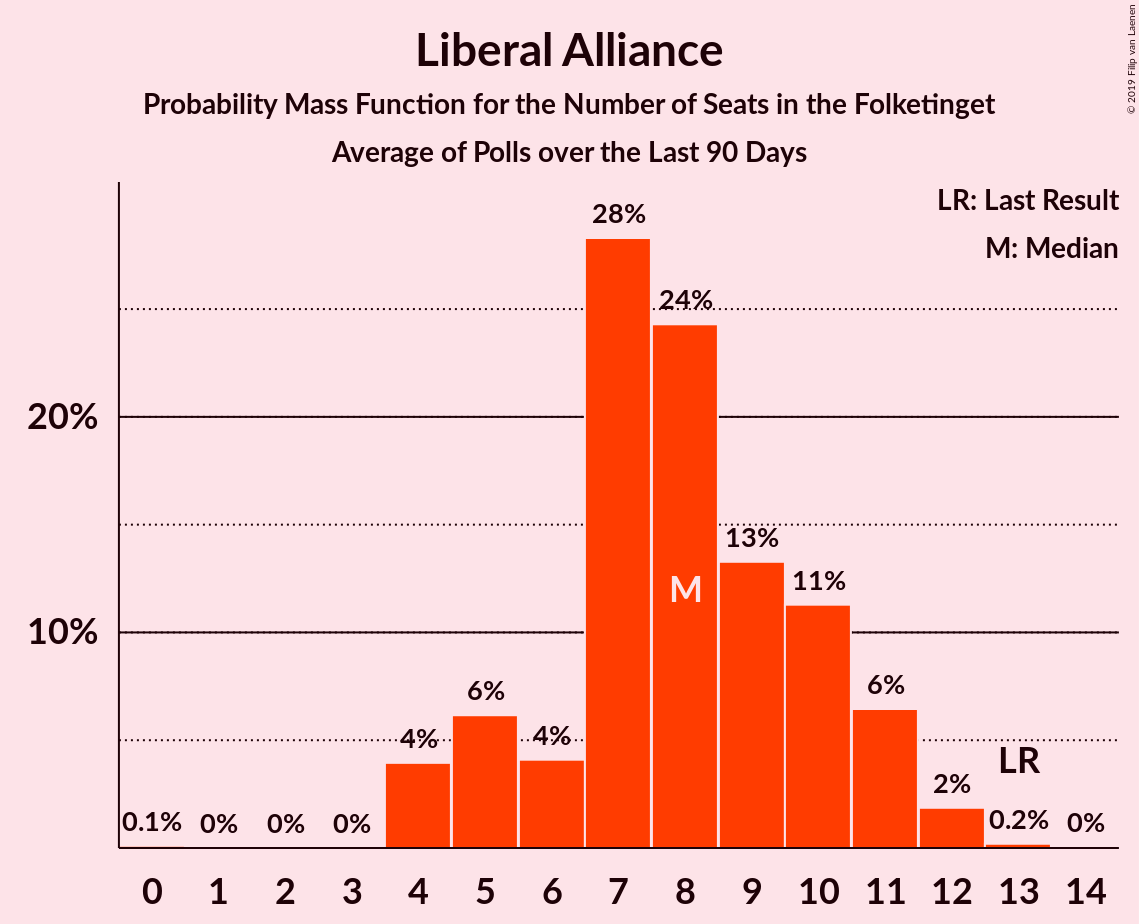 Liberal Alliance
Probability Mass Function for the Number of Seats in the Folketinget
Average of Polls over the Last 90 Days
© 2019 Filip van Laenen
LR: Last Result
M: Median
28%
24%
20%
13%
M
11%
10%
6%
6%
4%
4%
LR
2%
0.1% 0% 0% 0%
0.2% 0%
0 1 2 3 4 5 6 7 8 9 10 11 12 13 14